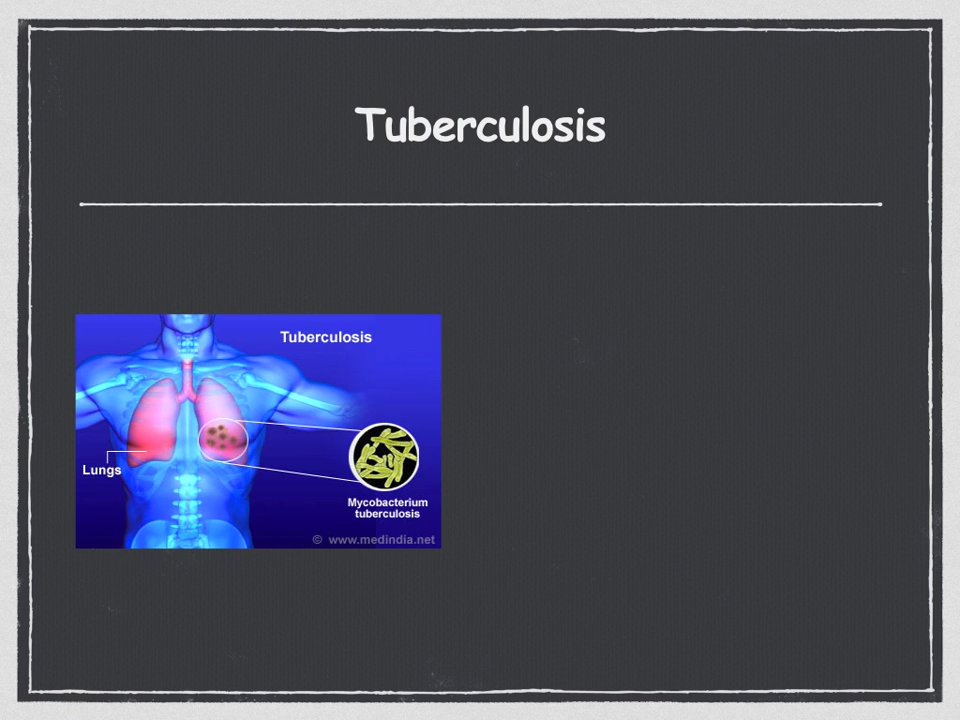 Tuberculosis
Tuberculosis
Lungs
Mycobacterium
tuberculosis
© www.medindia.net